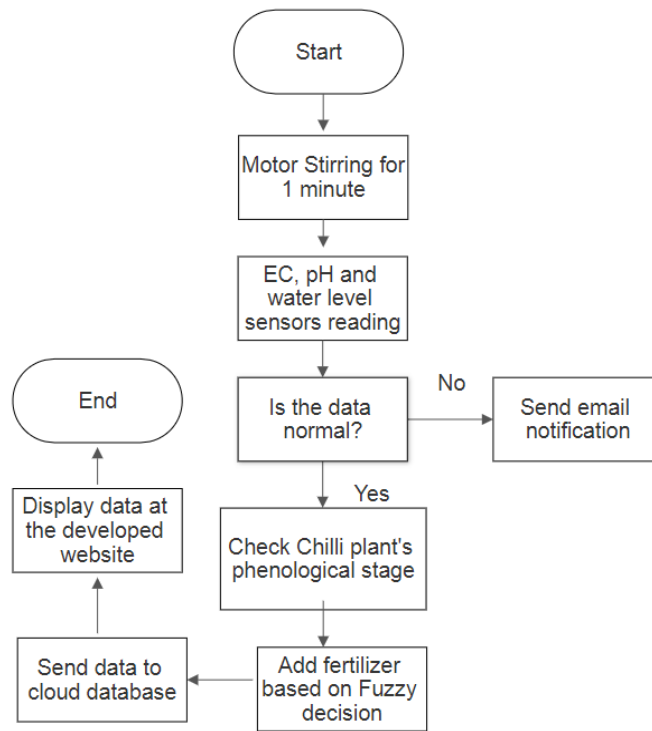 Start
Motor Stirring for
1 minute
EC, pH and
water level
sensors reading
Is the data
normal?
No
Send email
notification
Yes
Check Chilli plant's
phenological stage
Add fertilizer
based on Fuzzy
decision
Send data to
cloud database
Display data at
the developed
website
End